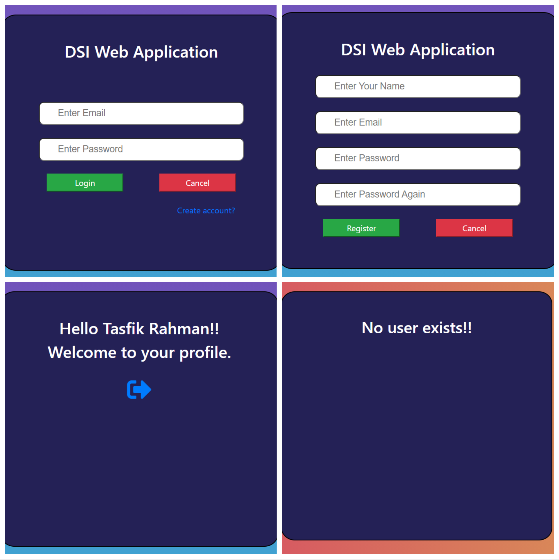 DSI Web Application
Enter Email
Enter Password
Login
Cancel
Create account?
DSI Web Application
Enter Your Name
Enter Email
Enter Password
Enter Password Again
Register
Cancel
Hello Tasfik Rahman!!
Welcome to your profile.
No user exists!!